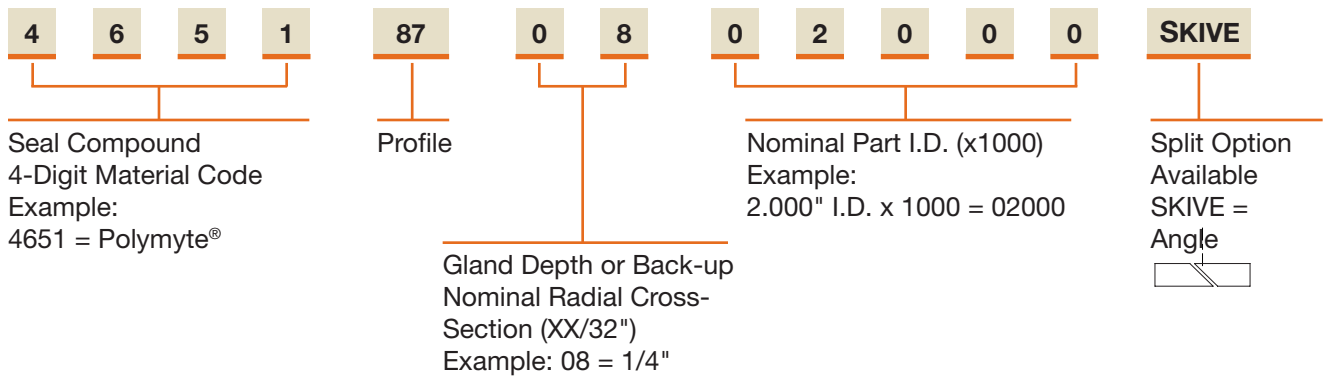 4 6 5 1 87 0 8 0 2 0 0 0 SKIVE
Seal Compound
4-Digit Material Code
Example:
4651 = Polymyte®
Profile
Gland Depth or Back-up
Nominal Radial Cross-
Section (XX/32")
Example: 08 = 1/4"
Nominal Part I.D. (x1000)
Example:
2.000" I.D. x 1000 = 02000
Split Option
Available
SKIVE =
Angle